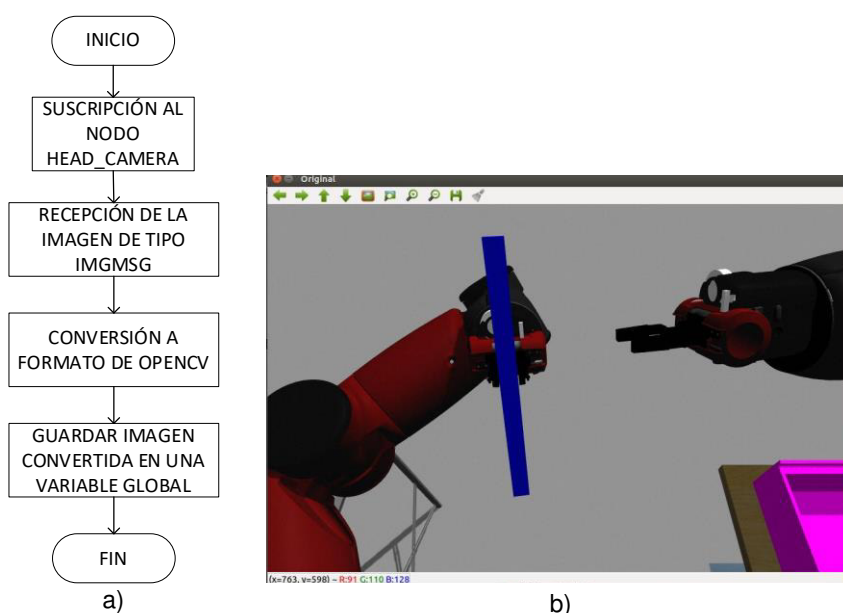 INICIO
SUSCRIPCIÓN AL
NODO
HEAD_CAMERA
RECEPCIÓN DE LA
IMAGEN DE TIPO
IMGMSG
CONVERSIÓN A
FORMATO DE OPENCV
GUARDAR IMAGEN
CONVERTIDA EN UNA
VARIABLE GLOBAL
FIN
a)
Original
(x=763, y=598) ~ R:91 G:110 B:128
b)